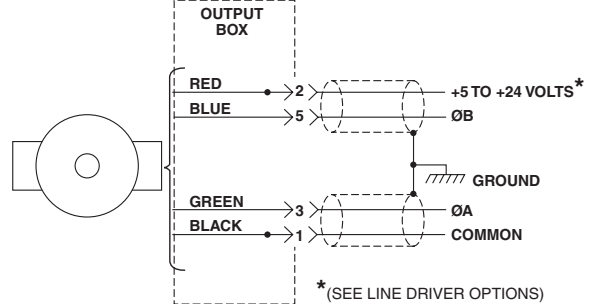 OUTPUT
BOX
RED 2 +5 TO +24 VOLTS*
BLUE 5 ØB
GROUND
GREEN 3 ØA
BLACK 1 COMMON
*(SEE LINE DRIVER OPTIONS)